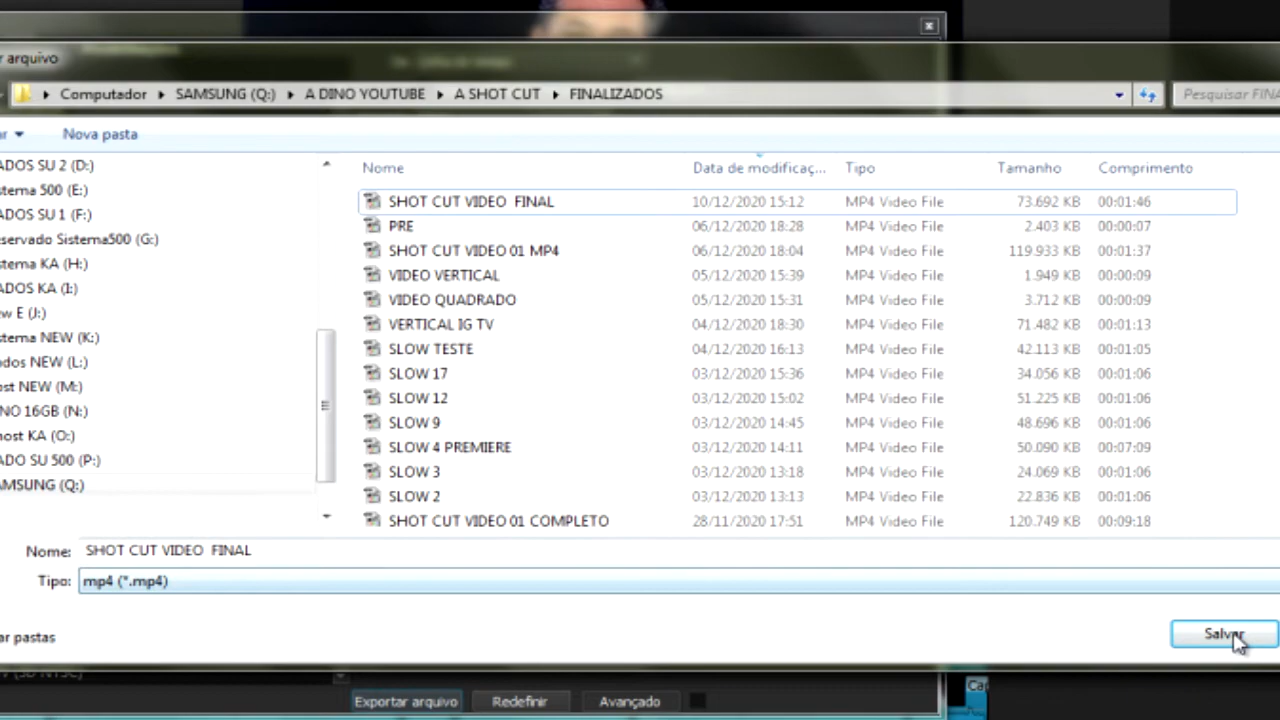 r arquivo
Computador SAMSUNG (Q:) A DINO YOUTUBE A SHOT CUT FINALIZADOS Pesquisar FINA
ar Nova pasta
ADOS SU 2 (D:)
stema 500 (E:)
ADOS SU 1 (F:)
eservado Sistema500 (G:)
stema KA (H:)
ADOS KA (I:)
ew E (J:)
stema NEW (K:)
ados NEW (L:)
ost NEW (M:)
NO 16GB (N:)
host KA (O:)
ADO SU 500 (P:)
AMSUNG (Q:)
Nome Data de modificaç... Tipo Tamanho Comprimento
SHOT CUT VIDEO FINAL 10/12/2020 15:12 MP4 Video File 73.692 KB 00:01:46
PRE 06/12/2020 18:28 MP4 Video File 2.403 KB 00:00:07
SHOT CUT VIDEO 01 MP4 06/12/2020 18:04 MP4 Video File 119.933 KB 00:01:37
VIDEO VERTICAL 05/12/2020 15:39 MP4 Video File 1.949 KB 00:00:09
VIDEO QUADRADO 05/12/2020 15:31 MP4 Video File 3.712 KB 00:00:09
VERTICAL IG TV 04/12/2020 18:30 MP4 Video File 71.482 KB 00:01:13
SLOW TESTE 04/12/2020 16:13 MP4 Video File 42.113 KB 00:01:05
SLOW 17 03/12/2020 15:36 MP4 Video File 34.056 KB 00:01:06
SLOW 12 03/12/2020 15:02 MP4 Video File 51.225 KB 00:01:06
SLOW 9 03/12/2020 14:45 MP4 Video File 48.696 KB 00:01:06
SLOW 4 PREMIERE 03/12/2020 14:11 MP4 Video File 50.090 KB 00:07:09
SLOW 3 03/12/2020 13:18 MP4 Video File 24.069 KB 00:01:06
SLOW 2 03/12/2020 13:13 MP4 Video File 22.836 KB 00:01:06
SHOT CUT VIDEO 01 COMPLETO 28/11/2020 17:51 MP4 Video File 120.749 KB 00:09:18
Nome: SHOT CUT VIDEO FINAL
Tipo: mp4 (*.mp4)
ar pastas
Salvar
Exportar arquivo Redefinir Avançado